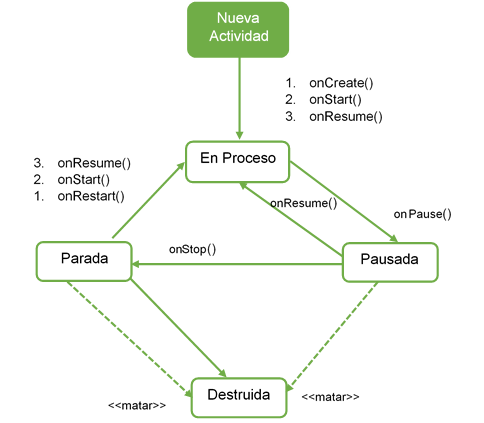 Nueva
Actividad
1. onCreate()
2. onStart()
3. onResume()
En Proceso
3. onResume()
2. onStart()
1. onRestart()
onResume()
onPause()
Parada
onStop()
Pausada
Destruida
<<matar>>
<<matar>>